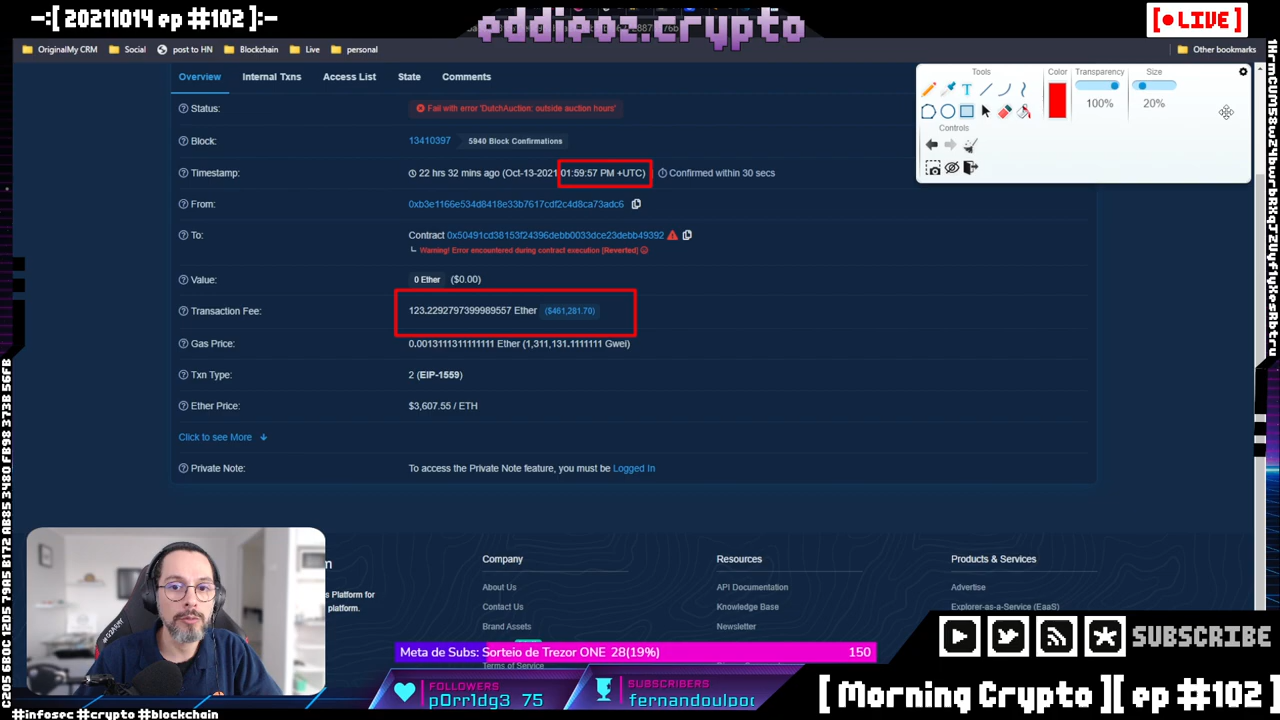 —:[ 20211014 ep #102 ]:—
eddieoz.crypto
[ LIVE ]
OriginalMy CRM
Social
post to HN
Blockchain
Live
personal
Other bookmarks
Overview
Internal Txns
Access List
State
Comments
Tools
Color
Transparency
Size
100%
20%
Controls
Status:
Fail with error 'DutchAuction: outside auction hours'
Block:
13410397
5940 Block Confirmations
Timestamp:
22 hrs 32 mins ago (Oct-13-2021 01:59:57 PM +UTC)
Confirmed within 30 secs
From:
0xb3e1166e534d8418e33b7617cdf2c4d8ca73adc6
To:
Contract 0x50491cd38153f24396debb0033dce23debb49392
Warning! Error encountered during contract execution [Reverted]
Value:
0 Ether ($0.00)
Transaction Fee:
123.2292797399989557 Ether ($461,281.70)
Gas Price:
0.0013111311111111 Ether (1,311,131.1111111 Gwei)
Txn Type:
2 (EIP-1559)
Ether Price:
$3,607.55 / ETH
Click to see More
Private Note:
To access the Private Note feature, you must be Logged In
s Platform for
platform.
Company
About Us
Contact Us
Brand Assets
Terms of Service
Resources
API Documentation
Knowledge Base
Newsletter
Products & Services
Advertise
Explorer-as-a-Service (EaaS)
Meta de Subs: Sorteio de Trezor ONE 28(19%)
150
FOLLOWERS
p0rr1dg3_75
SUBSCRIBERS
fernandoulpoc
SUBSCRIBE
[ Morning Crypto ][ ep #102 ]
#infosec #crypto #blockchain